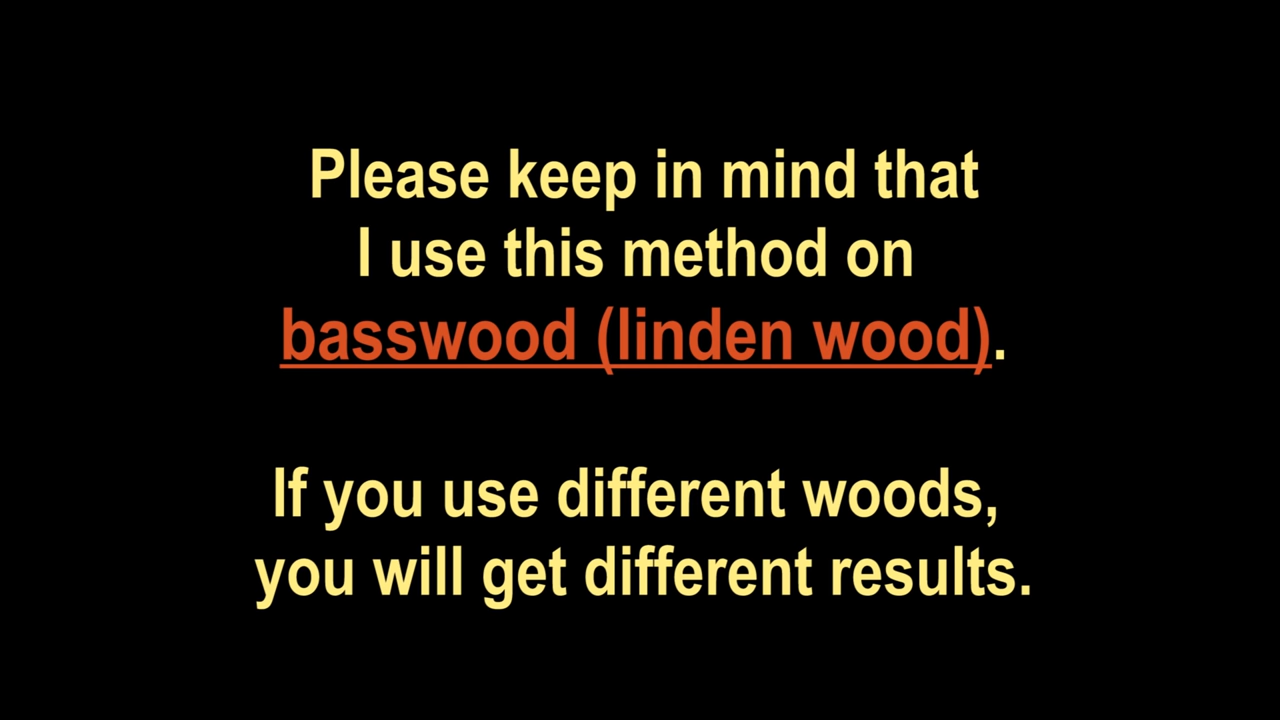 Please keep in mind that
I use this method on
basswood (linden wood).
If you use different woods,
you will get different results.